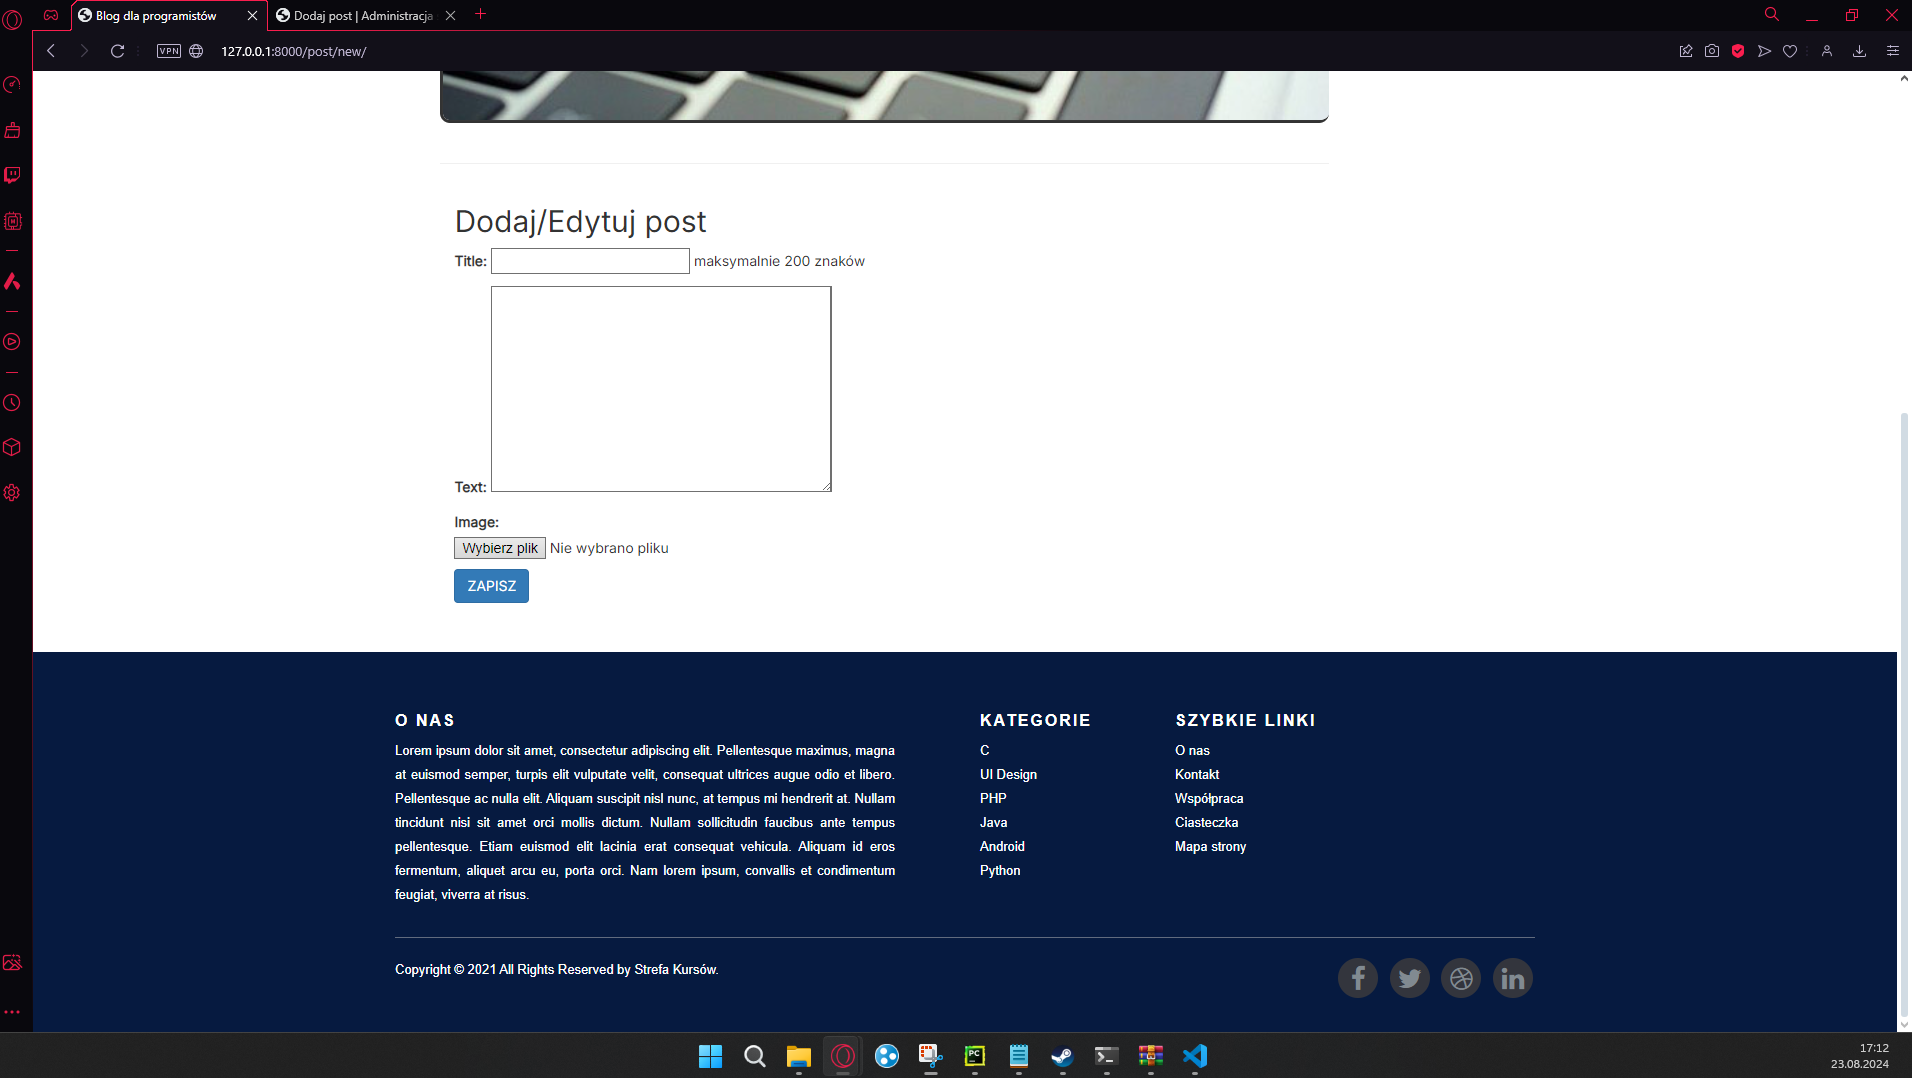 Blog dla programistów
Dodaj post | Administracja
VPN
127.0.0.1:8000/post/new/
Dodaj/Edytuj post
Title: maksymalnie 200 znaków
Text:
Image:
Wybierz plik Nie wybrano pliku
ZAPISZ
O NAS
Lorem ipsum dolor sit amet, consectetur adipiscing elit. Pellentesque maximus, magna
at euismod semper, turpis elit vulputate velit, consequat ultrices augue odio et libero.
Pellentesque ac nulla elit. Aliquam suscipit nisl nunc, at tempus mi hendrerit at. Nullam
tincidunt nisi sit amet orci mollis dictum. Nullam sollicitudin faucibus ante tempus
pellentesque. Etiam euismod elit lacinia erat consequat vehicula. Aliquam id eros
fermentum, aliquet arcu eu, porta orci. Nam lorem ipsum, convallis et condimentum
feugiat, viverra at risus.
KATEGORIE
C
UI Design
PHP
Java
Android
Python
SZYBKIE LINKI
O nas
Kontakt
Współpraca
Ciasteczka
Mapa strony
Copyright © 2021 All Rights Reserved by Strefa Kursów.
PC
17:12
23.08.2024